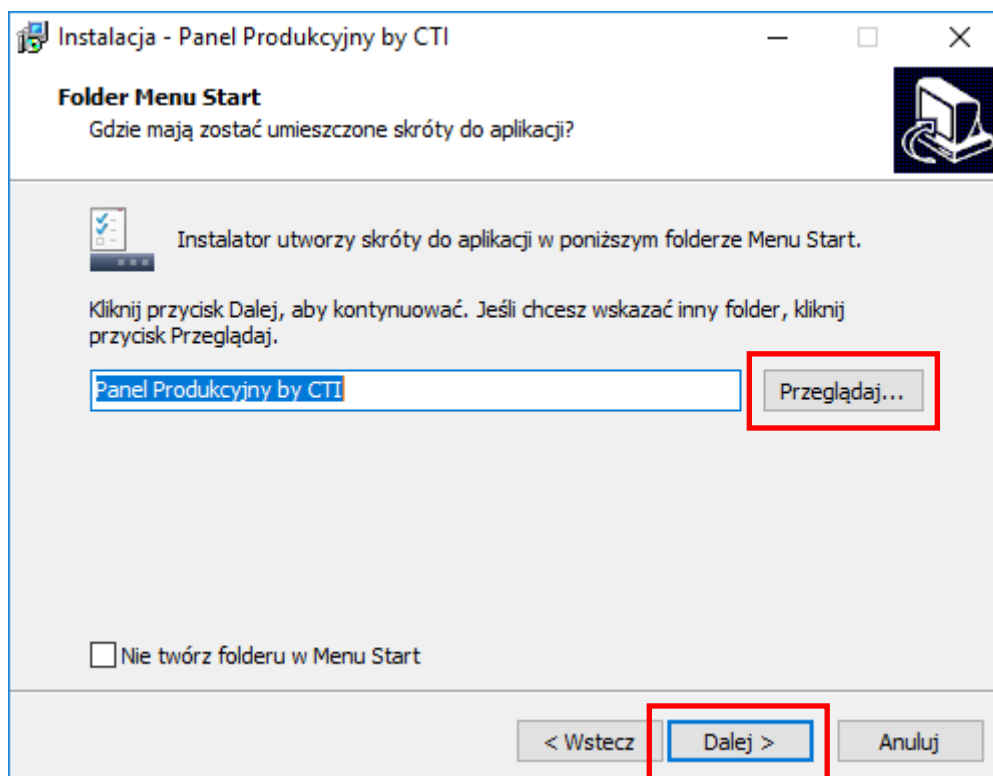 Instalacja - Panel Produkcyjny by CTI
Folder Menu Start
Gdzie mają zostać umieszczone skróty do aplikacji?
Instalator utworzy skróty do aplikacji w poniższym folderze Menu Start.
Kliknij przycisk Dalej, aby kontynuować. Jeśli chcesz wskazać inny folder, kliknij
przycisk Przeglądaj.
Panel Produkcyjny by CTI
Przeglądaj...
Nie twórz folderu w Menu Start
< Wstecz
Dalej >
Anuluj